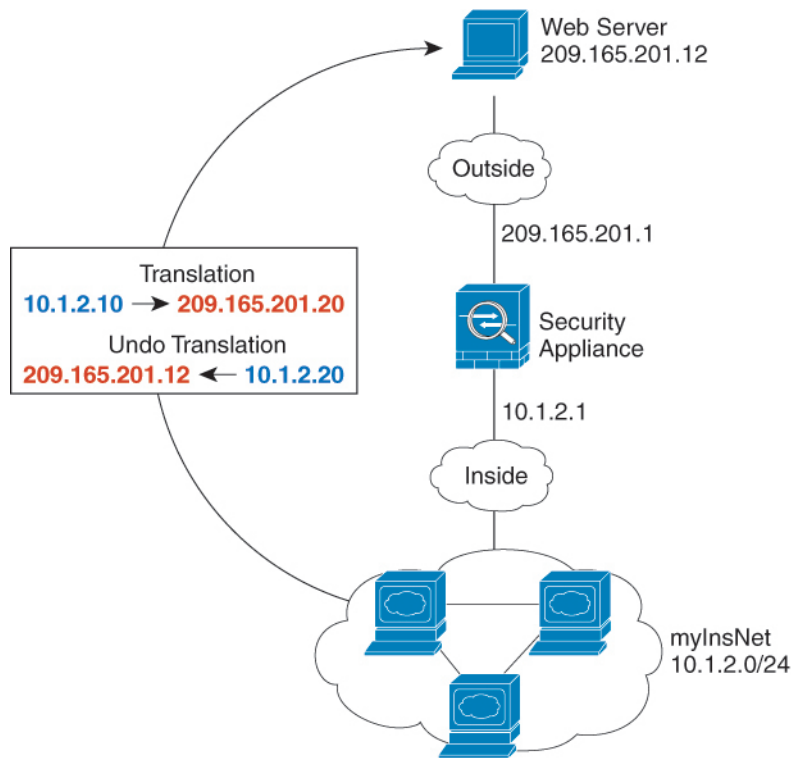 Web Server
209.165.201.12
Outside
209.165.201.1
Translation
10.1.2.10 → 209.165.201.20
Undo Translation
209.165.201.12 ← 10.1.2.20
Security
Appliance
10.1.2.1
Inside
myInsNet
10.1.2.0/24